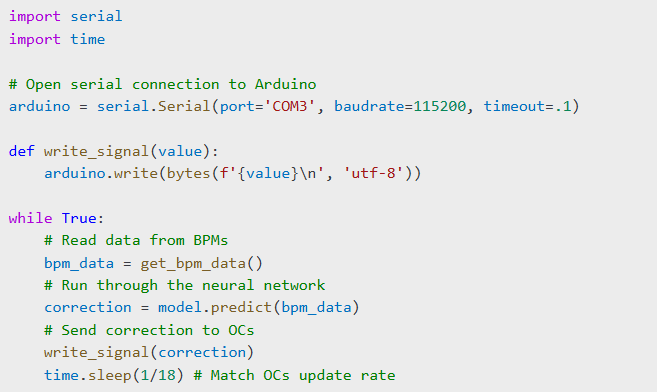 import serial
import time
# Open serial connection to Arduino
arduino = serial.Serial(port='COM3', baudrate=115200, timeout=.1)
def write_signal(value):
    arduino.write(bytes(f'{value}\n', 'utf-8'))
while True:
    # Read data from BPMs
    bpm_data = get_bpm_data()
    # Run through the neural network
    correction = model.predict(bpm_data)
    # Send correction to OCs
    write_signal(correction)
    time.sleep(1/18) # Match OCs update rate